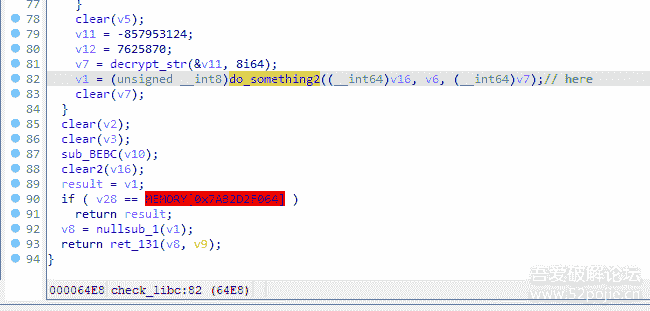 77 }
78 clear(v5);
79 v11 = -857953124;
80 v12 = 7625870;
81 v7 = decrypt_str(&v11, 8i64);
82 v1 = (unsigned __int8)do_something2((__int64)v16, v6, (__int64)v7);// here
83 clear(v7);
84 }
85 clear(v2);
86 clear(v3);
87 sub_BEBC(v10);
88 clear2(v16);
89 result = v1;
90 if ( v28 == )
91 return result;
92 v8 = nullsub_1(v1);
93 return ret_131(v8, v9);
94 }
000064E8 check_libc:82 (64E8)
吾爱破解论坛
www.52pojie.cn